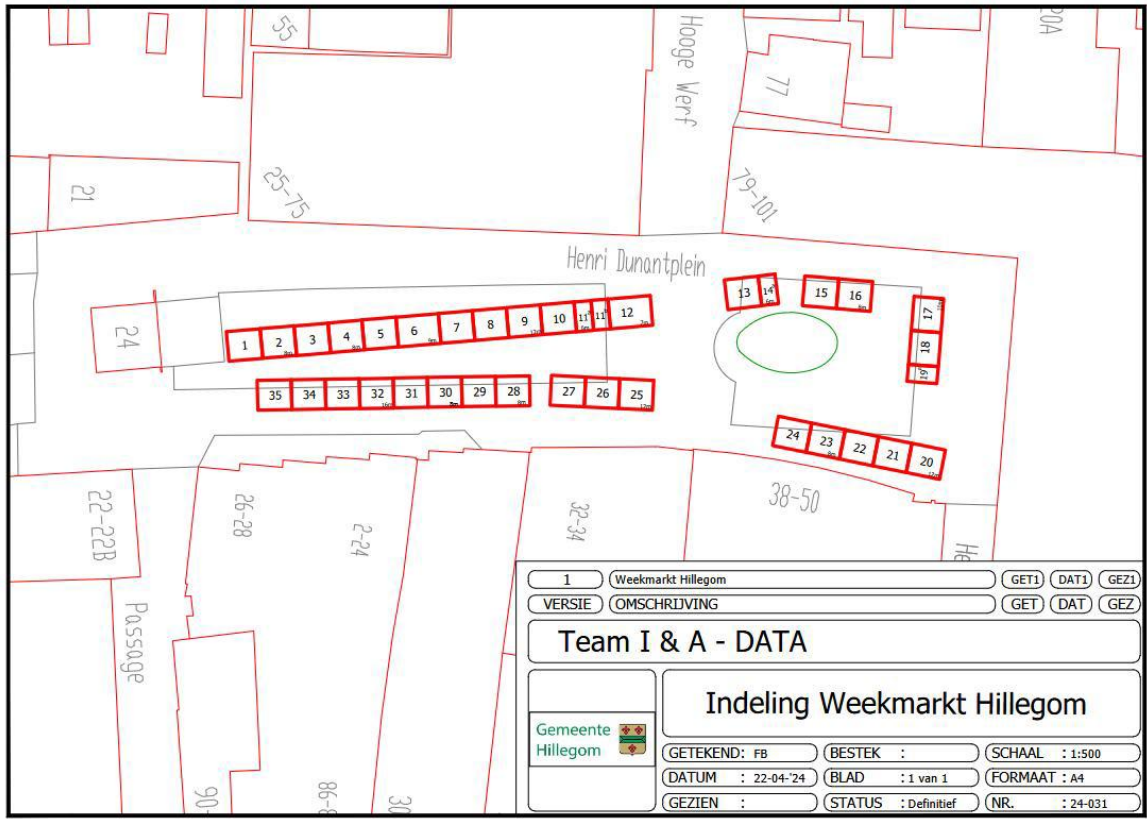 55
Hooge Werf
77
20A
21
25-75
79-101
Henri Dunantplein
24
1 2 3 4 5 6 7 8 9 10 11 11 12
13 14 15 16
17
18
19
35 34 33 32 31 30 29 28 27 26 25
24 23 22 21 20
22-22B
26-28
2-24
32-34
38-50
He
Passage
90-
86-8
30
1 Weekmarkt Hillegom GET1 DAT1 GEZ1
VERSIE OMSCHRIJVING GET DAT GEZ
Team I & A - DATA
Gemeente
Hillegom
Indeling Weekmarkt Hillegom
GETEKEND: FB BESTEK : SCHAAL : 1:500
DATUM : 22-04-'24 BLAD : 1 van 1 FORMAAT : A4
GEZIEN : STATUS : Definitief NR. : 24-031